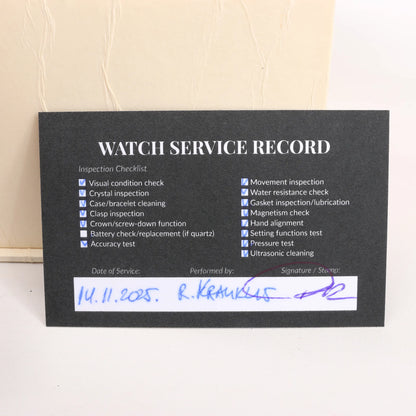 WATCH SERVICE RECORD
Inspection Checklist
Visual condition check
Crystal inspection
Case/bracelet cleaning
Clasp inspection
Crown/screw-down function
Battery check/replacement (if quartz)
Accuracy test
Movement inspection
Water resistance check
Gasket inspection/lubrication
Magnetism check
Hand alignment
Setting functions test
Pressure test
Ultrasonic cleaning
Date of Service: Performed by: Signature / Stamp:
14.11.2025. R.